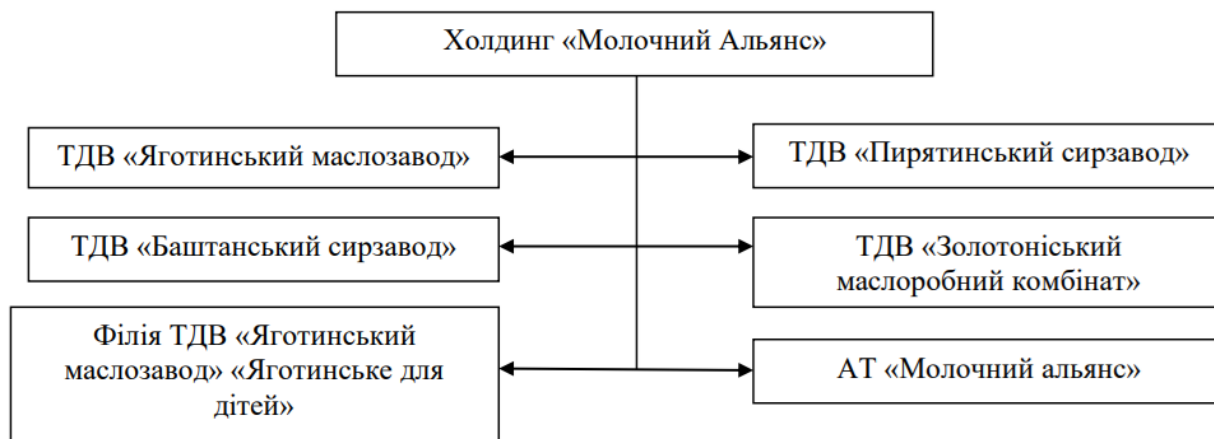 Холдинг «Молочний Альянс»
ТДВ «Яготинський маслозавод»
ТДВ «Пирятинський сирзавод»
ТДВ «Баштанський сирзавод»
ТДВ «Золотоніський
маслоробний комбінат»
Філія ТДВ «Яготинський
маслозавод» «Яготинське для
дітей»
АТ «Молочний альянс»